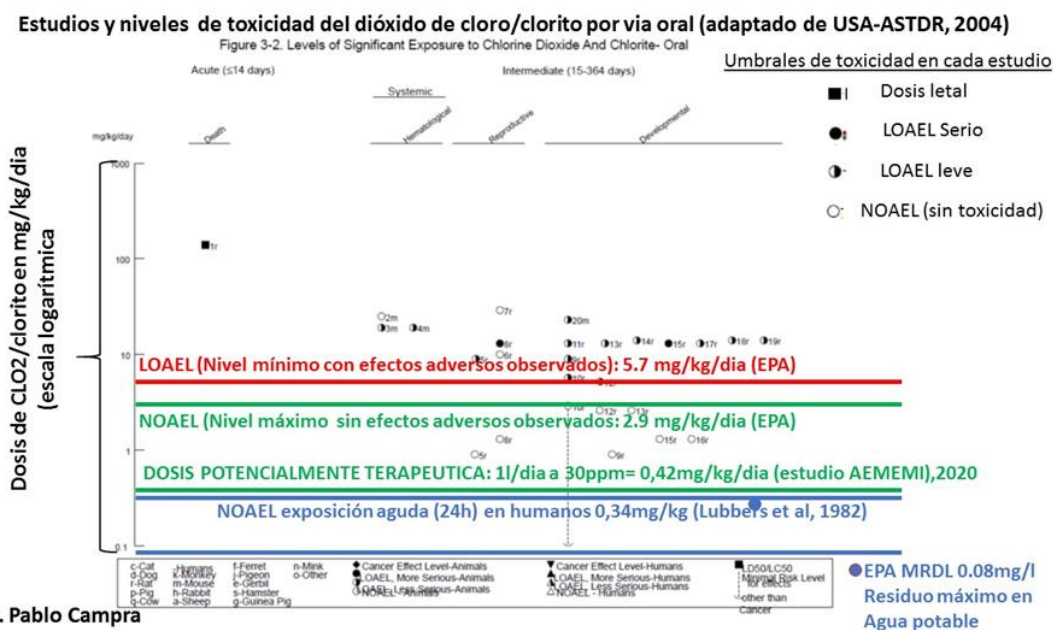 Estudios y niveles de toxicidad del dióxido de cloro/clorito por via oral (adaptado de USA-ASTDR, 2004)
Figure 3-2. Levels of Significant Exposure to Chlorine Dioxide And Chlorite- Oral
Umbrales de toxicidad en cada estudio
Acute (≤14 days)
Intermediate (15-364 days)
Systemic
Dosis letal
LOAEL Serio
LOAEL leve
NOAEL (sin toxicidad)
mg/kg/day
Death
Hematological
Reproductive
Developmental
Dosis de CLO2/clorito en mg/kg/dia
(escala logarítmica
1000
100
10
1
0.1
1r
2m
3m
4m
7r
6r
20m
11r
13r
14r
15r
17r
18r
19r
LOAEL (Nivel mínimo con efectos adversos observados): 5.7 mg/kg/dia (EPA)
12r
13r
NOAEL (Nivel máximo sin efectos adversos observados: 2.9 mg/kg/dia (EPA)
15r
16r
5r
9r
DOSIS POTENCIALMENTE TERAPEUTICA: 1l/dia a 30ppm= 0,42mg/kg/dia (estudio AEMEMI),2020
NOAEL exposición aguda (24h) en humanos 0,34mg/kg (Lubbers et al, 1982)
c-Cat
-Humans
f-Ferret
n-Mink
d-Dog
k-Monkey
j-Pigeon
o-Other
r-Rat
m-Mouse
e-Gerbil
p-Pig
h-Rabbit
s-Hamster
q-Cow
a-Sheep
g-Guinea Pig
Cancer Effect Level-Animals
LOAEL, More Serious-Animals
LOAEL, Less Serious-Animals
NOAEL - Animals
Cancer Effect Level-Humans
LOAEL, More Serious-Humans
LOAEL, Less Serious-Humans
NOAEL - Humans
LD50/LC50
Minimal Risk Level
for effects
other than
Cancer
EPA MRDL 0.08mg/l
Residuo máximo en
Agua potable
. Pablo Campra